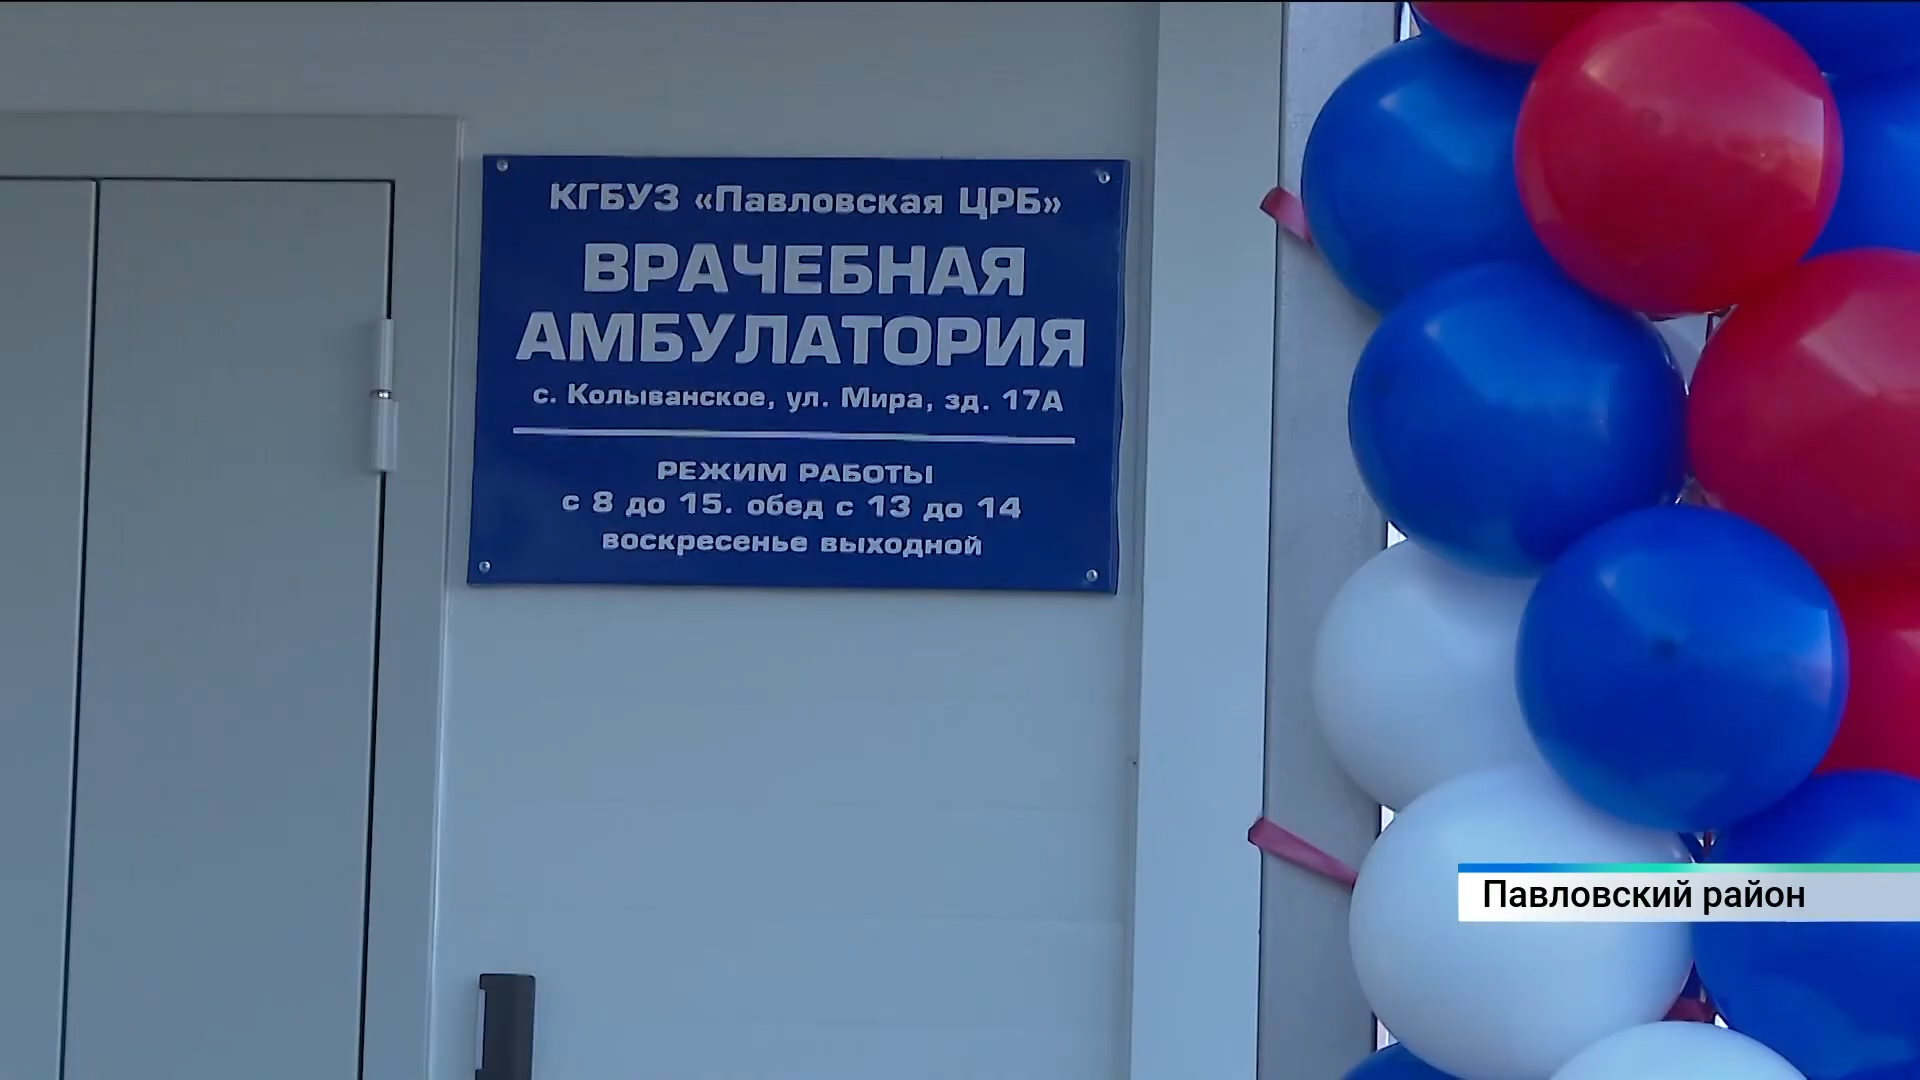 КГБУЗ «Павловская ЦРБ»
ВРАЧЕБНАЯ
АМБУЛАТОРИЯ
с. Колыванское, ул. Мира, зд. 17А
РЕЖИМ РАБОТЫ
с 8 до 15. обед с 13 до 14
воскресенье выходной
Павловский район